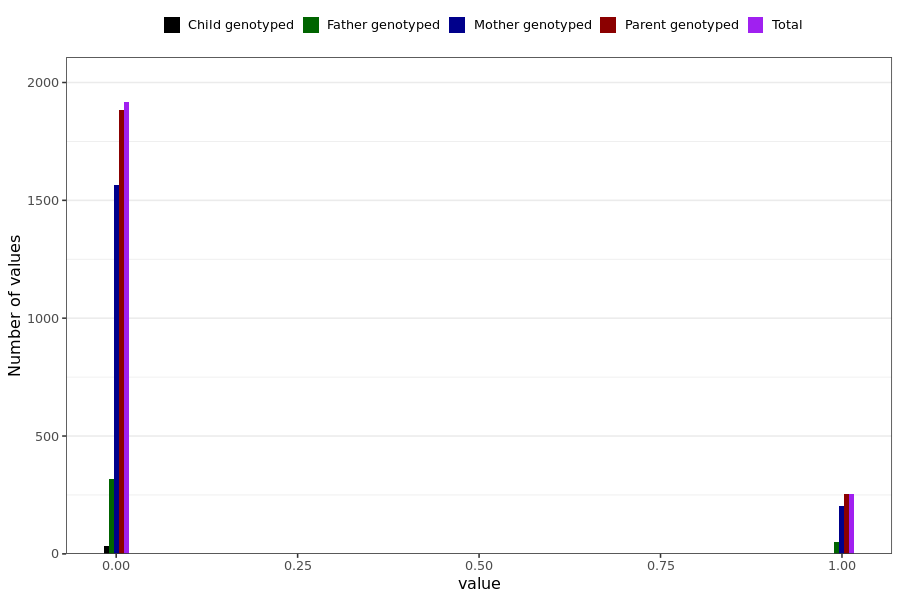 Child genotyped Father genotyped Mother genotyped Parent genotyped Total
2000
1500
1000
500
0
Number of values
0.00 0.25 0.50 0.75 1.00
value